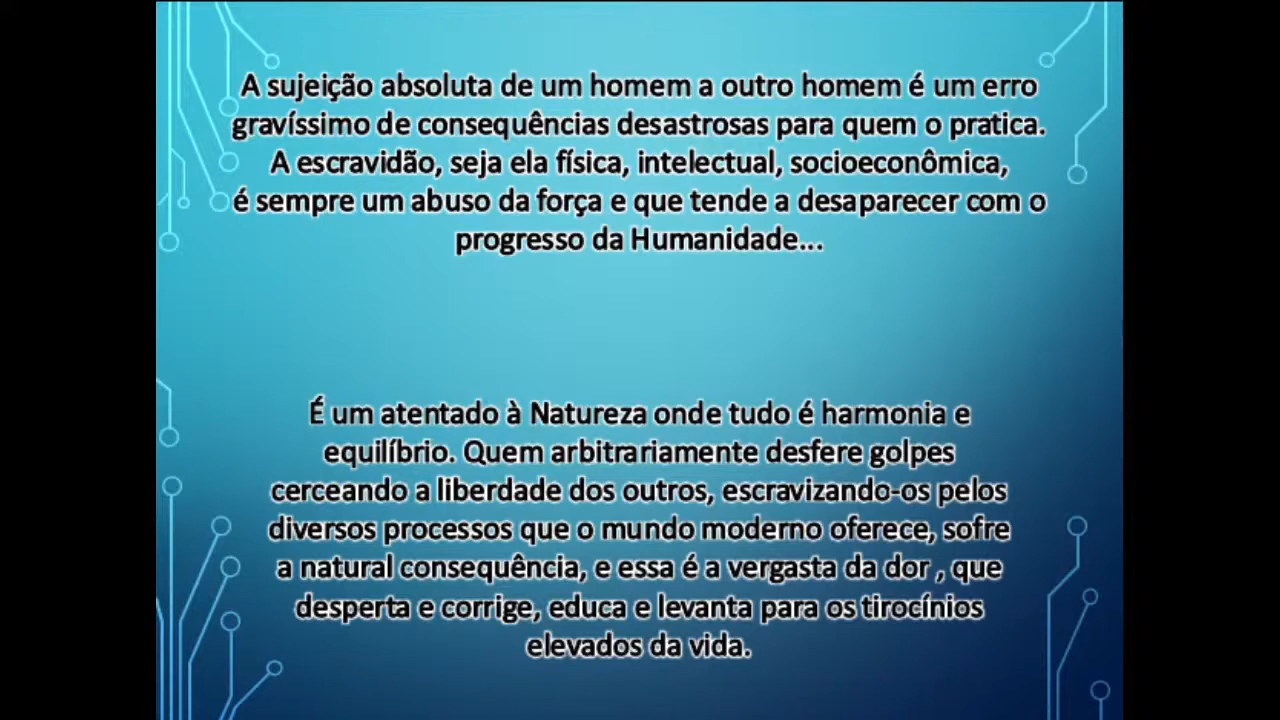 A sujeição absoluta de um homem a outro homem é um erro
gravíssimo de consequências desastrosas para quem o pratica.
A escravidão, seja ela física, intelectual, socioeconômica,
é sempre um abuso da força e que tende a desaparecer com o
progresso da Humanidade...
É um atentado à Natureza onde tudo é harmonia e
equilíbrio. Quem arbitrariamente desfere golpes
cerceando a liberdade dos outros, escravizando-os pelos
diversos processos que o mundo moderno oferece, sofre
a natural consequência, e essa é a vergasta da dor , que
desperta e corrige, educa e levanta para os tirocínios
elevados da vida.